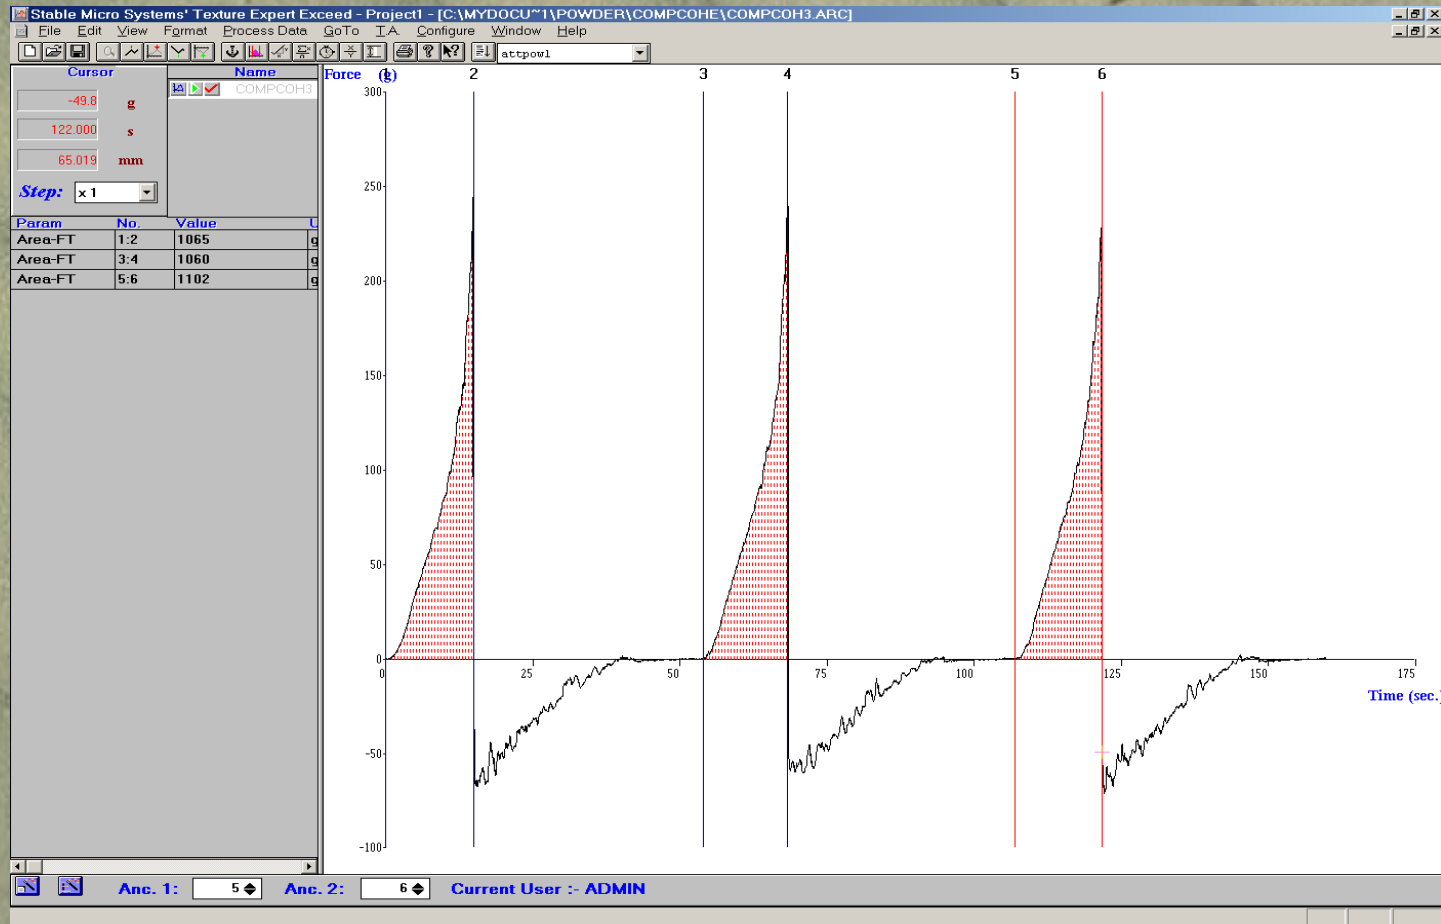 Stable Micro Systems' Texture Expert Exceed - Project1 - [C:\MYDOCU~1\POWDER\COMPCOHE\COMPCOH3.ARC]
File Edit View Format Process Data GoTo T.A. Configure Window Help
attpow1
Cursor
-49.8 g
122.000 s
65.019 mm
Step: x 1
Name
COMPCOH3
Param No. Value U
Area-FT 1:2 1065 g
Area-FT 3:4 1060 g
Area-FT 5:6 1102 g
Force (g)
2 3 4 5 6
300
250
200
150
100
50
0
-50
-100
0 25 50 75 100 125 150 175
Time (sec.)
Anc. 1: 5 Anc. 2: 6 Current User :- ADMIN